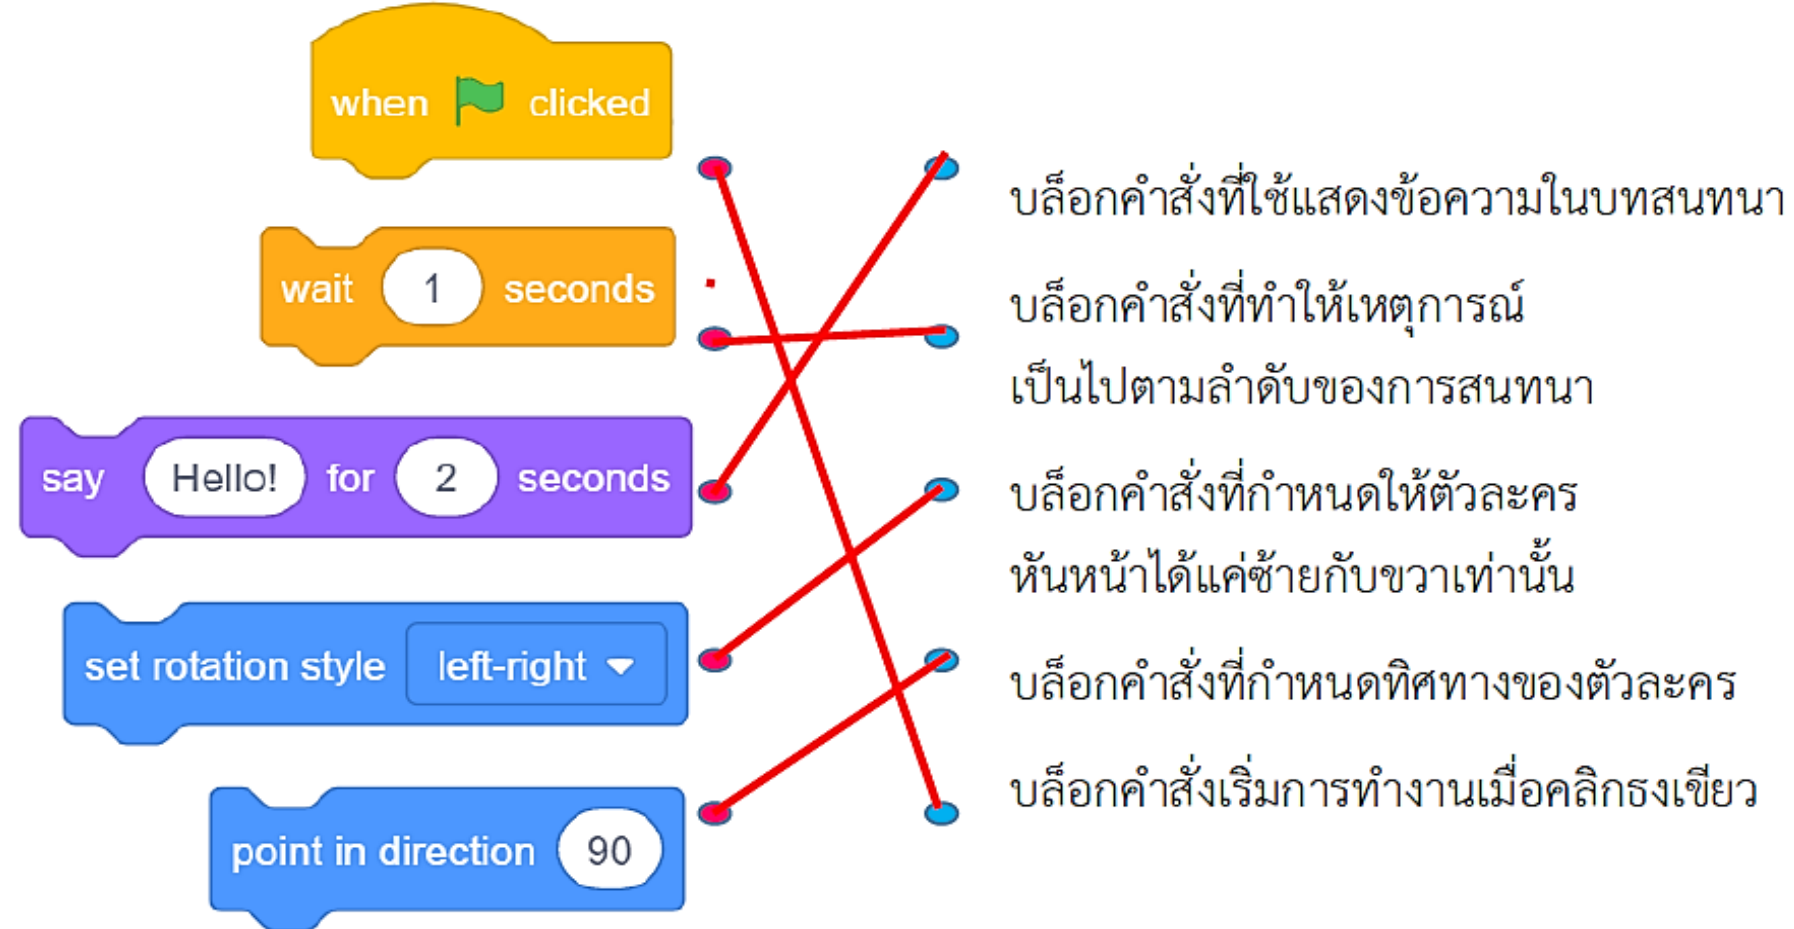 when clicked
บล็อกคำสั่งที่ใช้แสดงข้อความในบทสนทนา
wait 1 seconds
บล็อกคำสั่งที่ทำให้เหตุการณ์
เป็นไปตามลำดับของการสนทนา
say Hello! for 2 seconds
บล็อกคำสั่งที่กำหนดให้ตัวละคร
หันหน้าได้แค่ซ้ายกับขวาเท่านั้น
set rotation style left-right
บล็อกคำสั่งที่กำหนดทิศทางของตัวละคร
point in direction 90
บล็อกคำสั่งเริ่มการทำงานเมื่อคลิกธงเขียว